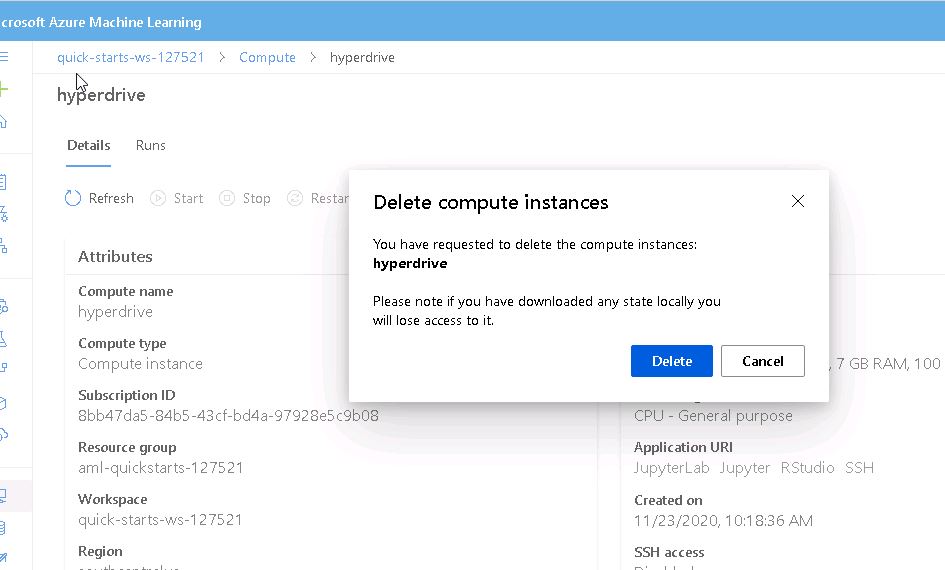 crosoft Azure Machine Learning
quick-starts-ws-127521 > Compute > hyperdrive
hyperdrive
Details Runs
Refresh Start Stop Restar
Delete compute instances
You have requested to delete the compute instances:
hyperdrive
Please note if you have downloaded any state locally you
will lose access to it.
Delete Cancel
Attributes
Compute name
hyperdrive
Compute type
Compute instance
Subscription ID
8bb47da5-84b5-43cf-bd4a-97928e5c9b08
Resource group
aml-quickstarts-127521
Workspace
quick-starts-ws-127521
Region
, 7 GB RAM, 100
CPU - General purpose
Application URI
JupyterLab Jupyter RStudio SSH
Created on
11/23/2020, 10:18:36 AM
SSH access